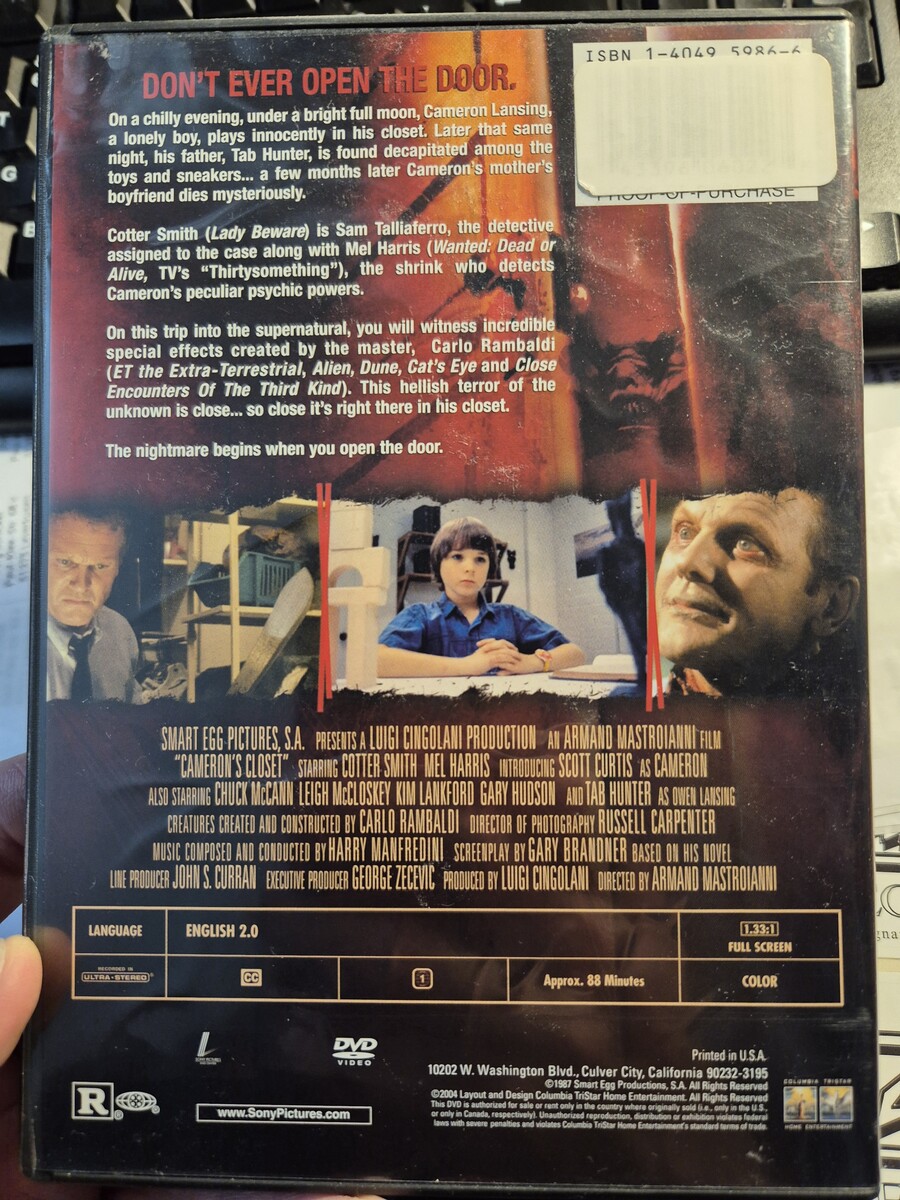 ISBN 1-4049 5986-6
PROOF-OF-PURCHASE
DON'T EVER OPEN THE DOOR.
On a chilly evening, under a bright full moon, Cameron Lansing,
a lonely boy, plays innocently in his closet. Later that same
night, his father, Tab Hunter, is found decapitated among the
toys and sneakers... a few months later Cameron's mother's
boyfriend dies mysteriously.
Cotter Smith (Lady Beware) is Sam Talliaferro, the detective
assigned to the case along with Mel Harris (Wanted: Dead or
Alive, TV's "Thirtysomething"), the shrink who detects
Cameron's peculiar psychic powers.
On this trip into the supernatural, you will witness incredible
special effects created by the master, Carlo Rambaldi
(ET the Extra-Terrestrial, Alien, Dune, Cat's Eye and Close
Encounters Of The Third Kind). This hellish terror of the
unknown is close... so close it's right there in his closet.
The nightmare begins when you open the door.
SMART EGG PICTURES, S.A. PRESENTS A LUIGI CINGOLANI PRODUCTION AN ARMAND MASTROIANNI FILM
"CAMERON'S CLOSET" STARRING COTTER SMITH MEL HARRIS INTRODUCING SCOTT CURTIS AS CAMERON
ALSO STARRING CHUCK McCANN LEIGH McCLOSKEY KIM LANKFORD GARY HUDSON AND TAB HUNTER AS OWEN LANSING
CREATURES CREATED AND CONSTRUCTED BY CARLO RAMBALDI DIRECTOR OF PHOTOGRAPHY RUSSELL CARPENTER
MUSIC COMPOSED AND CONDUCTED BY HARRY MANFREDINI SCREENPLAY BY GARY BRANDNER BASED ON HIS NOVEL
LINE PRODUCER JOHN S. CURRAN EXECUTIVE PRODUCER GEORGE ZECEVIC PRODUCED BY LUIGI CINGOLANI DIRECTED BY ARMAND MASTROIANNI
LANGUAGE ENGLISH 2.0 1.33:1
FULL SCREEN
RECORDED IN
ULTRA-STEREO® CC 1 Approx. 88 Minutes COLOR
DVD
VIDEO
Printed in U.S.A.
10202 W. Washington Blvd., Culver City, California 90232-3195
©1987 Smart Egg Productions, S.A. All Rights Reserved
©2004 Layout and Design Columbia TriStar Home Entertainment. All Rights Reserved
This DVD is authorized for sale or rent only in the country where originally sold (i.e., only in the U.S.,
or only in Canada, respectively). Unauthorized reproduction, distribution or exhibition violates federal
laws with severe penalties and violates Columbia TriStar Home Entertainment's standard terms of trade.
R®
www.SonyPictures.com
COLUMBIA TRISTAR
HOME ENTERTAINMENT